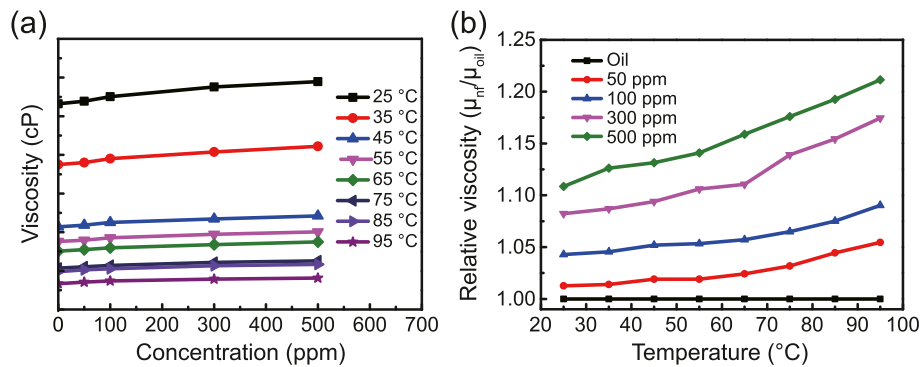 (a)
Viscosity (cP)
25 °C
35 °C
45 °C
55 °C
65 °C
75 °C
85 °C
95 °C
0 100 200 300 400 500 600 700
Concentration (ppm)
(b)
Relative viscosity (μnf/μoil)
1.25
1.20
1.15
1.10
1.05
1.00
Oil
50 ppm
100 ppm
300 ppm
500 ppm
20 30 40 50 60 70 80 90 100
Temperature (°C)